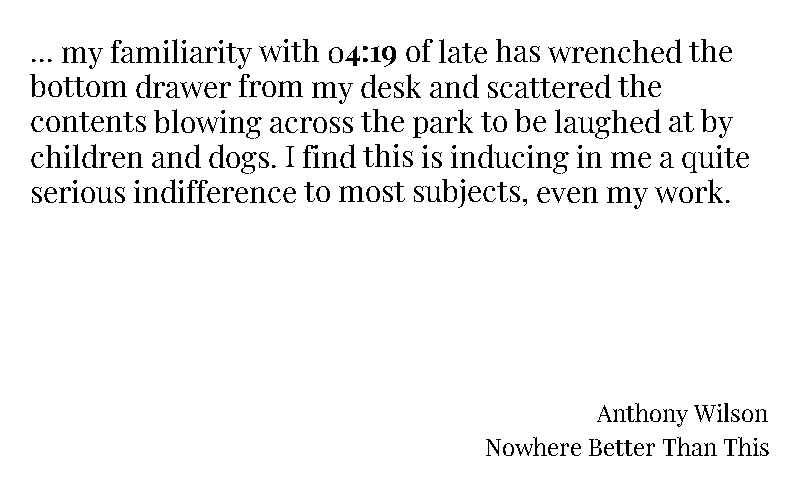 ... my familiarity with 04:19 of late has wrenched the
bottom drawer from my desk and scattered the
contents blowing across the park to be laughed at by
children and dogs. I find this is inducing in me a quite
serious indifference to most subjects, even my work.
Anthony Wilson
Nowhere Better Than This